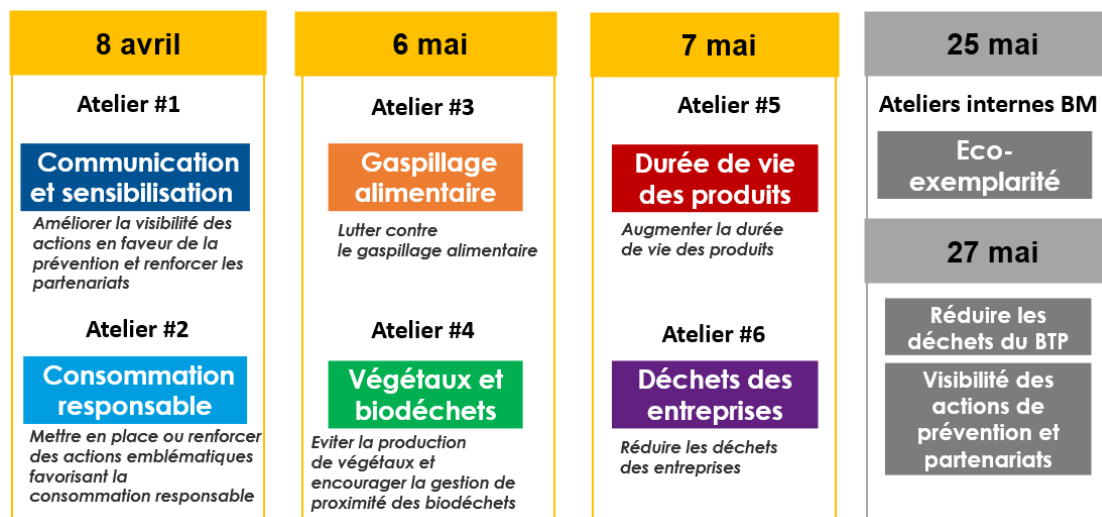 8 avril
Atelier #1
Communication
et sensibilisation
Améliorer la visibilité des
actions en faveur de la
prévention et renforcer les
partenariats
Atelier #2
Consommation
responsable
Mettre en place ou renforcer
des actions emblématiques
favorisant la
consommation responsable
6 mai
Atelier #3
Gaspillage
alimentaire
Lutter contre
le gaspillage alimentaire
Atelier #4
Végétaux et
biodéchets
Eviter la production
de végétaux et
encourager la gestion de
proximité des biodéchets
7 mai
Atelier #5
Durée de vie
des produits
Augmenter la durée
de vie des produits
Atelier #6
Déchets des
entreprises
Réduire les déchets
des entreprises
25 mai
Ateliers internes BM
Eco-
exemplarité
27 mai
Réduire les
déchets du BTP
Visibilité des
actions de
prévention et
partenariats